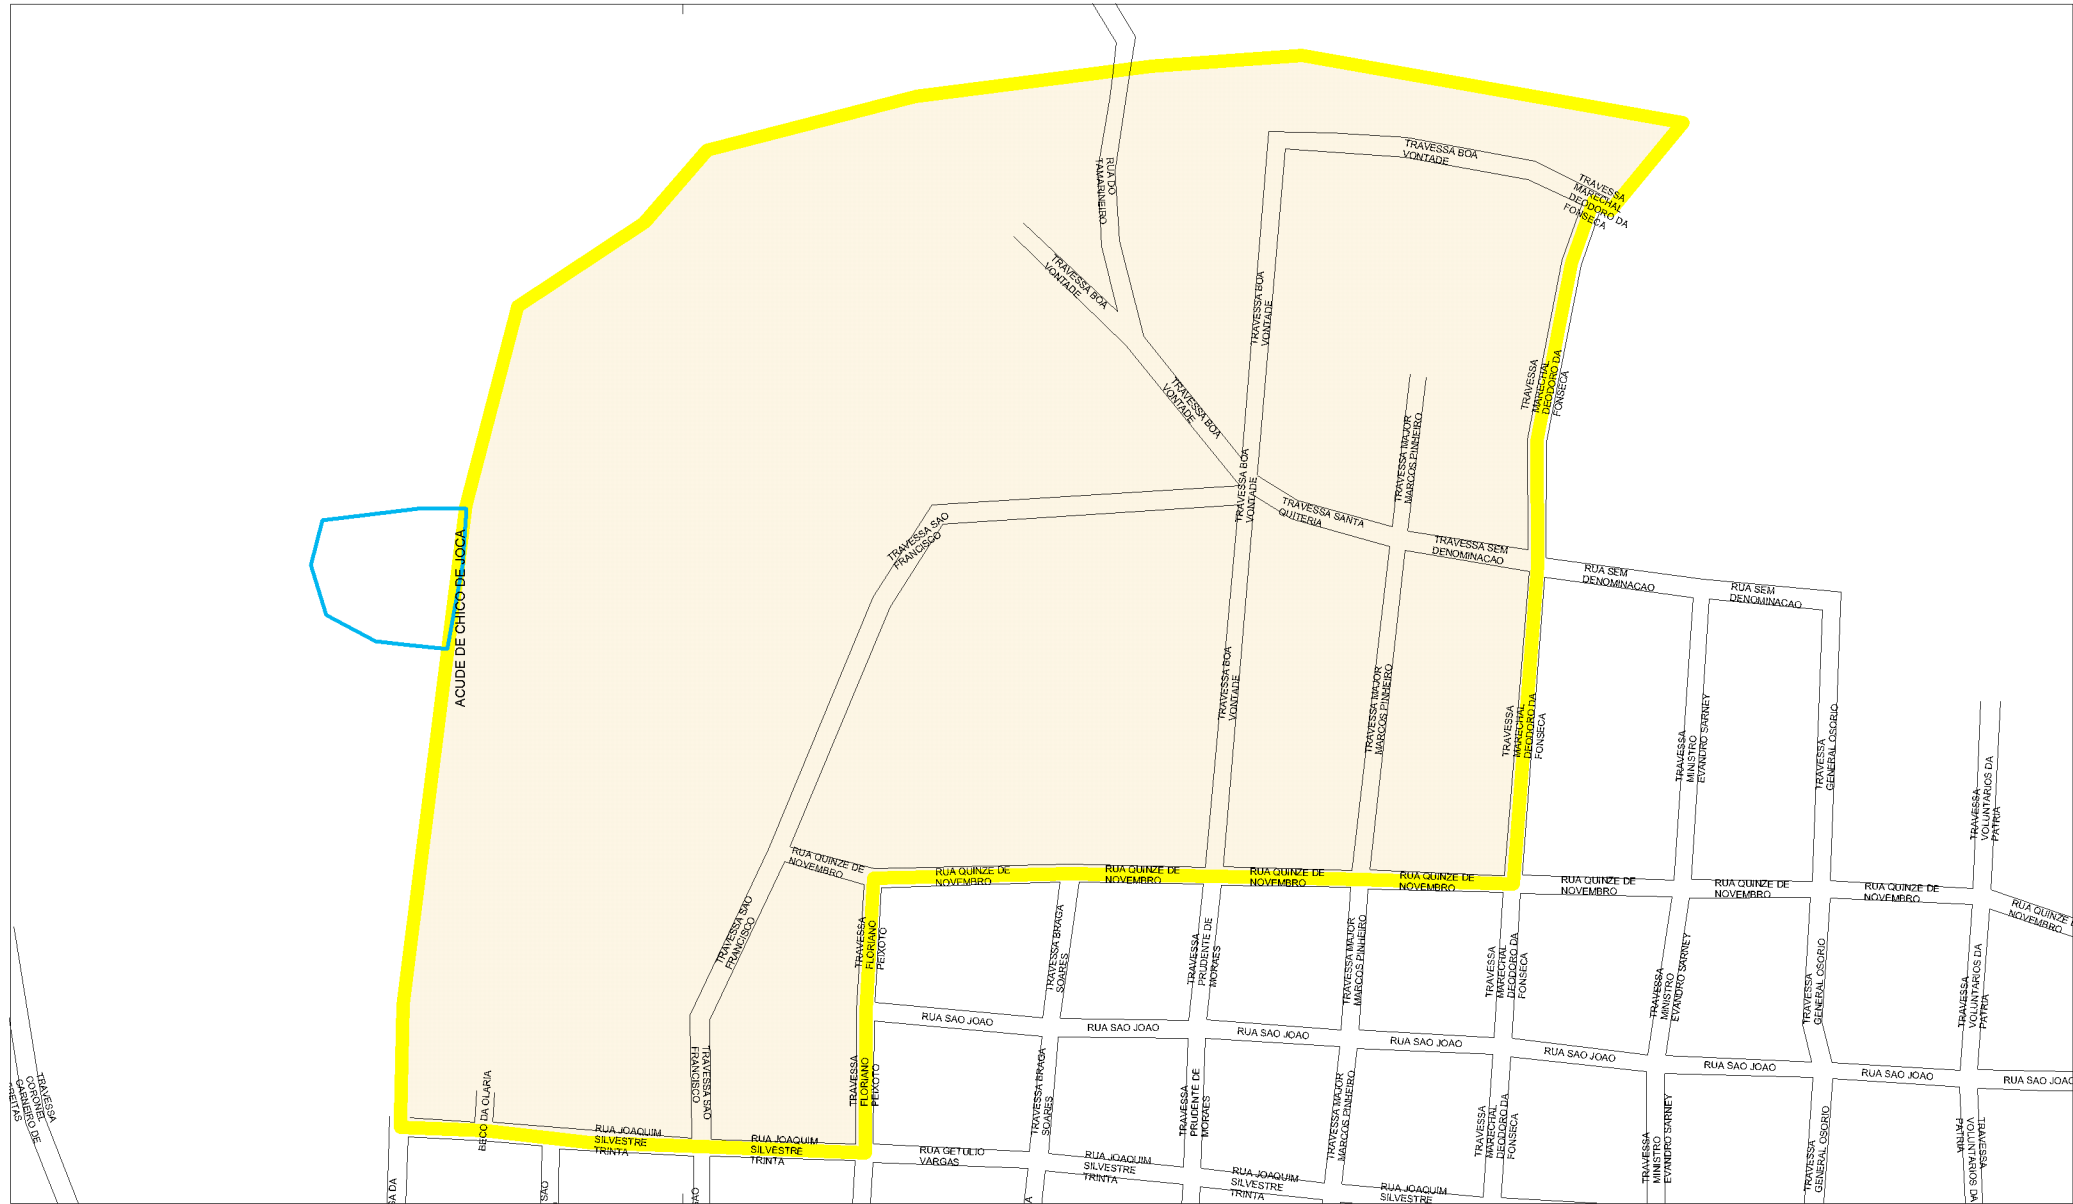 TRAVESSA BOA
VONTADE
TRAVESSA
MARECHAL
DEODORO DA
FONSECA
RUA DO
TAMARINEIRO
TRAVESSA BOA
VONTADE
TRAVESSA BOA
VONTADE
TRAVESSA BOA
VONTADE
TRAVESSA
MARECHAL
DEODORO DA
FONSECA
TRAVESSA MAJOR
MARCOS PINHEIRO
TRAVESSA BOA
VONTADE
TRAVESSA SANTA
QUITERIA
TRAVESSA SAO
FRANCISCO
TRAVESSA SEM
DENOMINACAO
RUA SEM
DENOMINACAO
RUA SEM
DENOMINACAO
ACUDE DE CHICO DE JOCA
TRAVESSA BOA
VONTADE
TRAVESSA MAJOR
MARCOS PINHEIRO
TRAVESSA
MARECHAL
DEODORO DA
FONSECA
TRAVESSA
MINISTRO
EVANDRO SARNEY
TRAVESSA
GENERAL OSORIO
TRAVESSA
VOLUNTARIOS DA
PATRIA
RUA QUINZE DE
NOVEMBRO
RUA QUINZE DE
NOVEMBRO
RUA QUINZE DE
NOVEMBRO
RUA QUINZE DE
NOVEMBRO
RUA QUINZE DE
NOVEMBRO
RUA QUINZE DE
NOVEMBRO
RUA QUINZE DE
NOVEMBRO
RUA QUINZE DE
NOVEMBRO
RUA QUINZE
NOVEMBRO
TRAVESSA SAO
FRANCISCO
TRAVESSA
FLORIANO
PEIXOTO
TRAVESSA BRAGA
SOARES
TRAVESSA
PRUDENTE DE
MORAES
TRAVESSA MAJOR
MARCOS PINHEIRO
TRAVESSA
MARECHAL
DEODORO DA
FONSECA
TRAVESSA
MINISTRO
EVANDRO SARNEY
TRAVESSA
GENERAL OSORIO
TRAVESSA
VOLUNTARIOS DA
PATRIA
RUA SAO JOAO
RUA SAO JOAO
RUA SAO JOAO
RUA SAO JOAO
RUA SAO JOAO
RUA SAO JOAO
RUA SAO JOAO
RUA SAO JOAO
TRAVESSA
CORONEL
CARNEIRO DE
FREITAS
BECO DA OLARIA
TRAVESSA SAO
FRANCISCO
TRAVESSA
FLORIANO
PEIXOTO
TRAVESSA BRAGA
SOARES
TRAVESSA
PRUDENTE DE
MORAES
TRAVESSA MAJOR
MARCOS PINHEIRO
TRAVESSA
MARECHAL
DEODORO DA
FONSECA
TRAVESSA
MINISTRO
EVANDRO SARNEY
TRAVESSA
GENERAL OSORIO
TRAVESSA
VOLUNTARIOS DA
PATRIA
RUA JOAQUIM
SILVESTRE
TRINTA
RUA JOAQUIM
SILVESTRE
TRINTA
RUA GETULIO
VARGAS
RUA JOAQUIM
SILVESTRE
TRINTA
RUA JOAQUIM
SILVESTRE
TRINTA
RUA JOAQUIM
SILVESTRE
DA
SAO